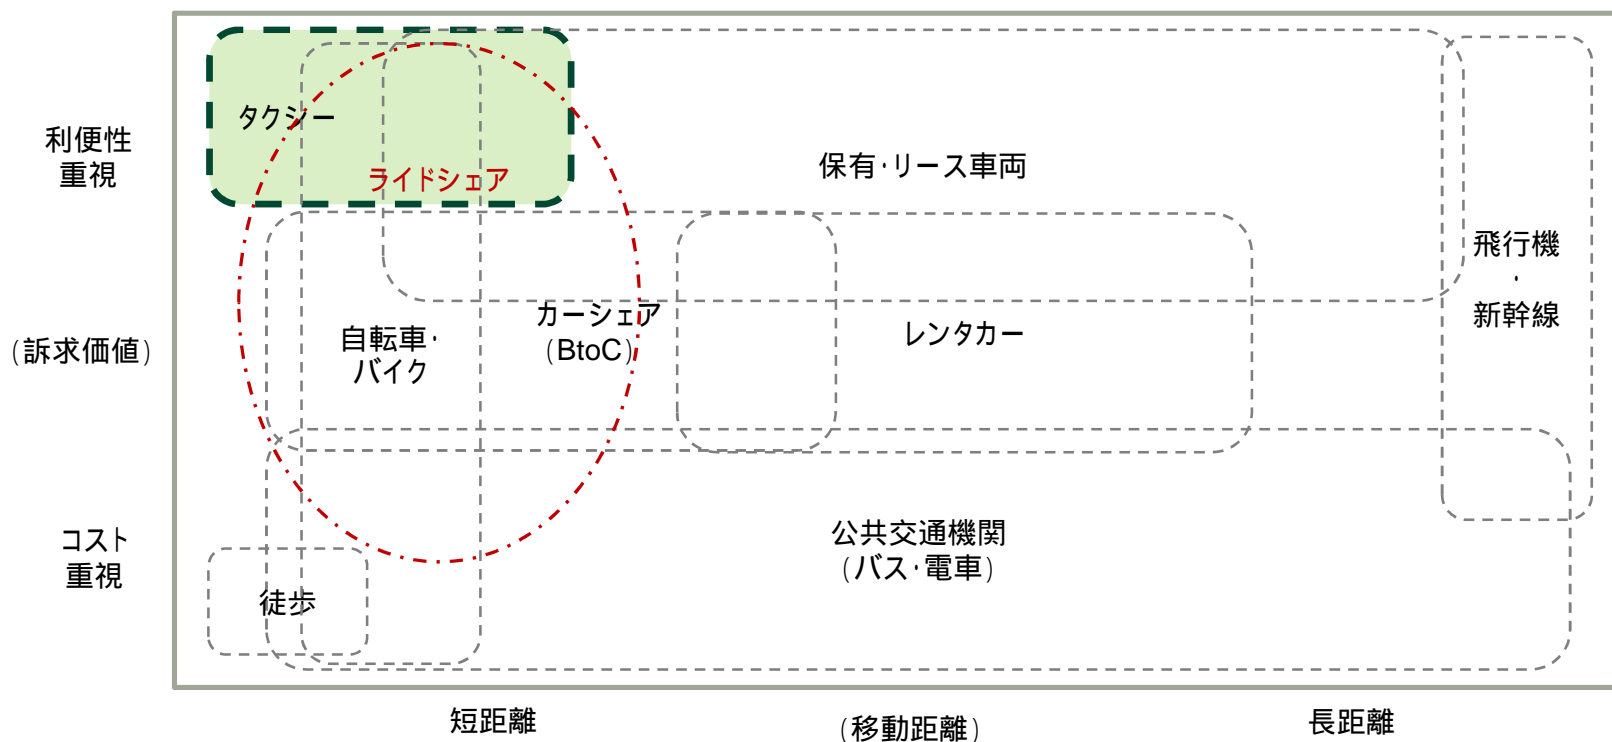 タクシー
利便性
重視
ライドシェア
保有・リース車両
飛行機
・
新幹線
(訴求価値)
自転車・
バイク
カーシェア
(BtoC)
レンタカー
コスト
重視
公共交通機関
(バス・電車)
徒歩
短距離
(移動距離)
長距離